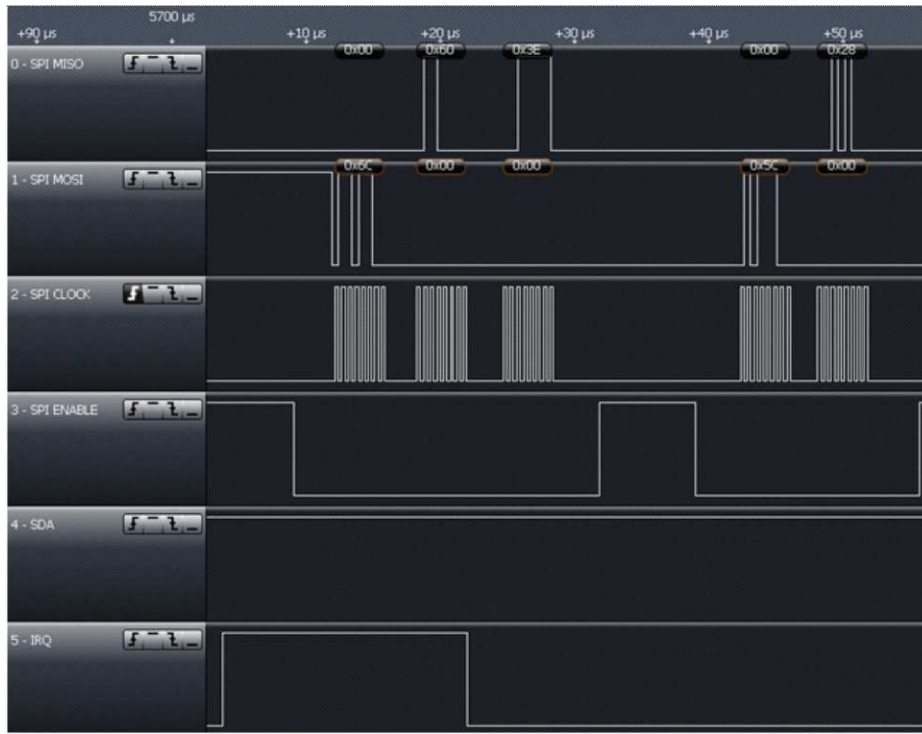 5700 µs
+90 µs +10 µs +20 µs +30 µs +40 µs +50 µs
0x00 0x60 0x3E 0x00 0x28
0 - SPI MISO
0x6C 0x00 0x00 0x5C 0x00
1 - SPI MOSI
2 - SPI CLOCK
3 - SPI ENABLE
4 - SDA
5 - IRQ